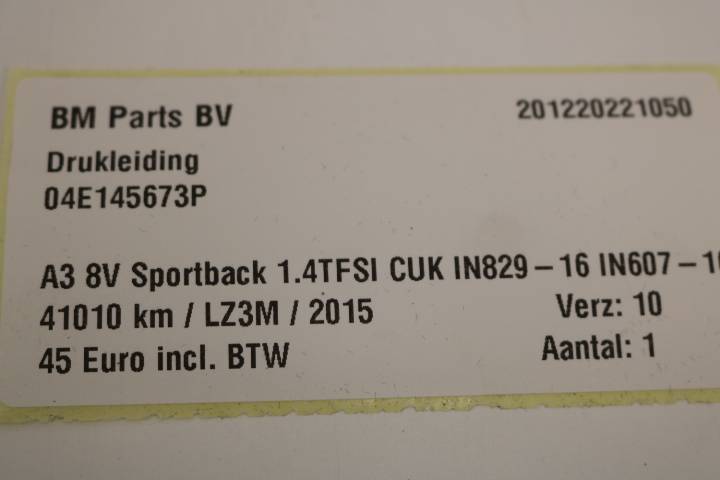 BM Parts BV 201220221050
Drukleiding
04E145673P
A3 8V Sportback 1.4TFSI CUK IN829-16 IN607-
41010 km / LZ3M / 2015 Verz: 10
45 Euro incl. BTW Aantal: 1